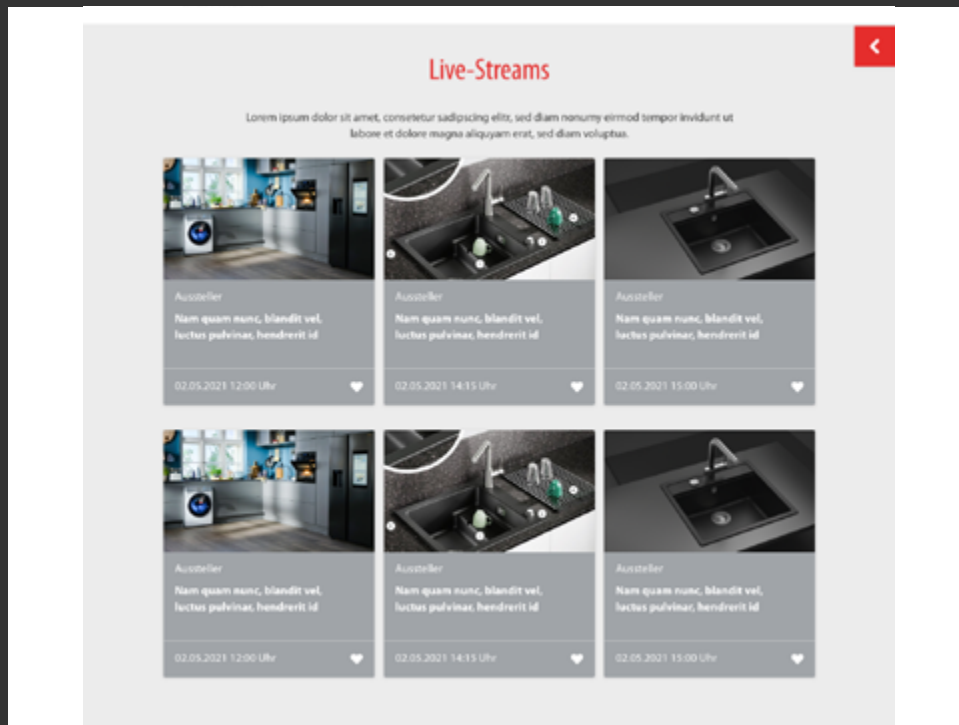 Live-Streams
Lorem ipsum dolor sit amet, consetetur sadipscing elitr, sed diam nonumy eirmod tempor invidunt ut
labore et dolore magna aliquyam erat, sed diam voluptua.
Aussteller
Nam quam nunc, blandit vel,
luctus pulvinar, hendrerit id
02.05.2021 12:00 Uhr
Aussteller
Nam quam nunc, blandit vel,
luctus pulvinar, hendrerit id
02.05.2021 14:15 Uhr
Aussteller
Nam quam nunc, blandit vel,
luctus pulvinar, hendrerit id
02.05.2021 15:00 Uhr
Aussteller
Nam quam nunc, blandit vel,
luctus pulvinar, hendrerit id
02.05.2021 12:00 Uhr
Aussteller
Nam quam nunc, blandit vel,
luctus pulvinar, hendrerit id
02.05.2021 14:15 Uhr
Aussteller
Nam quam nunc, blandit vel,
luctus pulvinar, hendrerit id
02.05.2021 15:00 Uhr